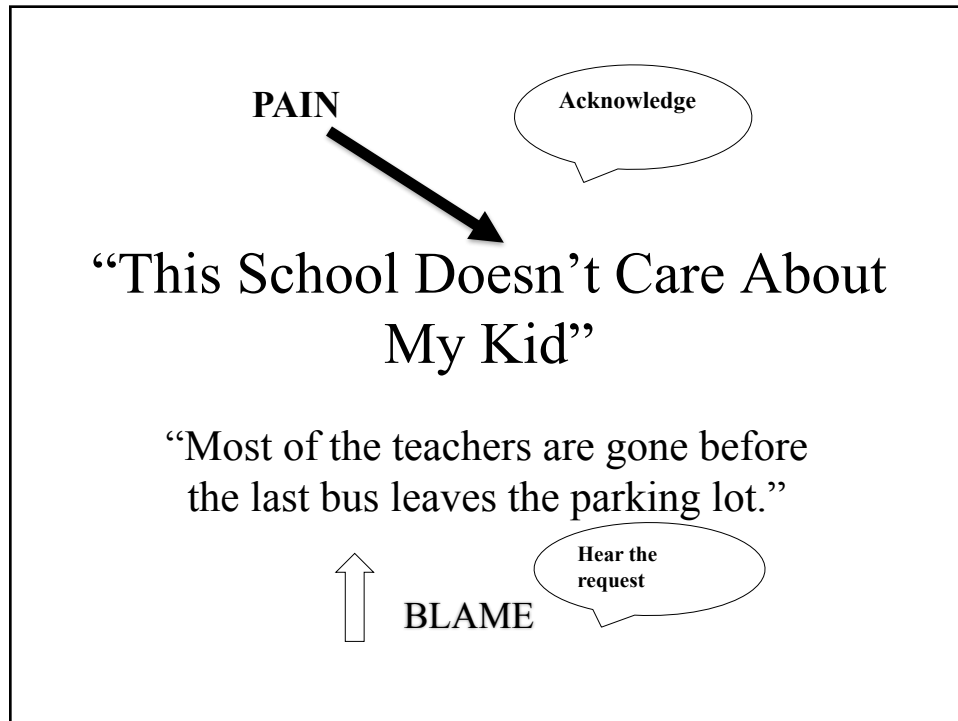 PAIN
Acknowledge
“This School Doesn’t Care About
My Kid”
“Most of the teachers are gone before
the last bus leaves the parking lot.”
Hear the
request
BLAME